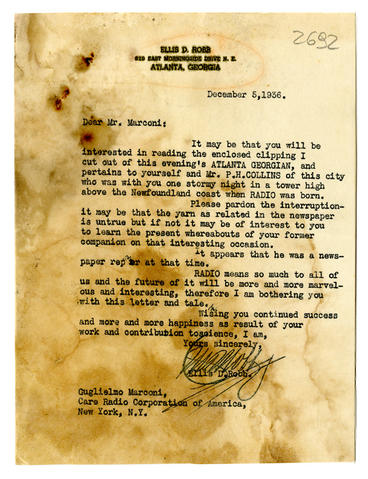 2692
ELLIS D. ROBB
825 EAST MORNINGSIDE DRIVE N. E.
ATLANTA, GEORGIA
December 5,1936.
Dear Mr. Marconi:
It may be that you will be
interested in reading the enclosed clipping I
cut out of this evening's ATLANTA GEORGIAN, and
pertains to yourself and Mr. P.H.COLLINS of this city
who was with you one stormy night in a tower high
above the Newfoundland coast when RADIO was born.
Please pardon the interruption-
it may be that the yarn as related in the newspaper
is untrue but if not it may be of interest to you
to learn the present whereabouts of your former
companion on that interesting occasion.
It appears that he was a news-
paper at that time.
RADIO means so much to all of
us and the future of it will be more and more marvel-
ous and interesting, therefore I am bothering you
with this letter and tale.
Wising you continued success
and more and more happiness as result of your
work and contribution to science, I am,
Yours sincerely,
Ellis D.Robb.
Guglielmo Marconi,
Care Radio Corporation of America,
New York, N.Y.